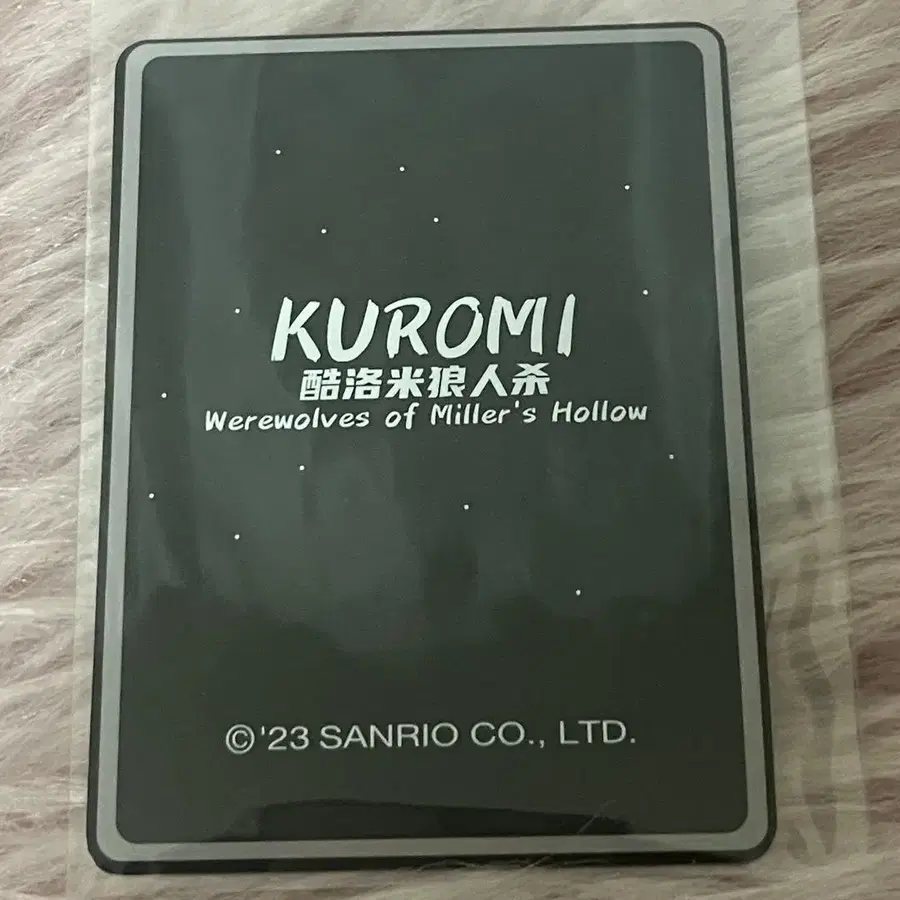 KUROMI
酷洛米狼人杀
Werewolves of Miller's Hollow
©'23 SANRIO CO., LTD.